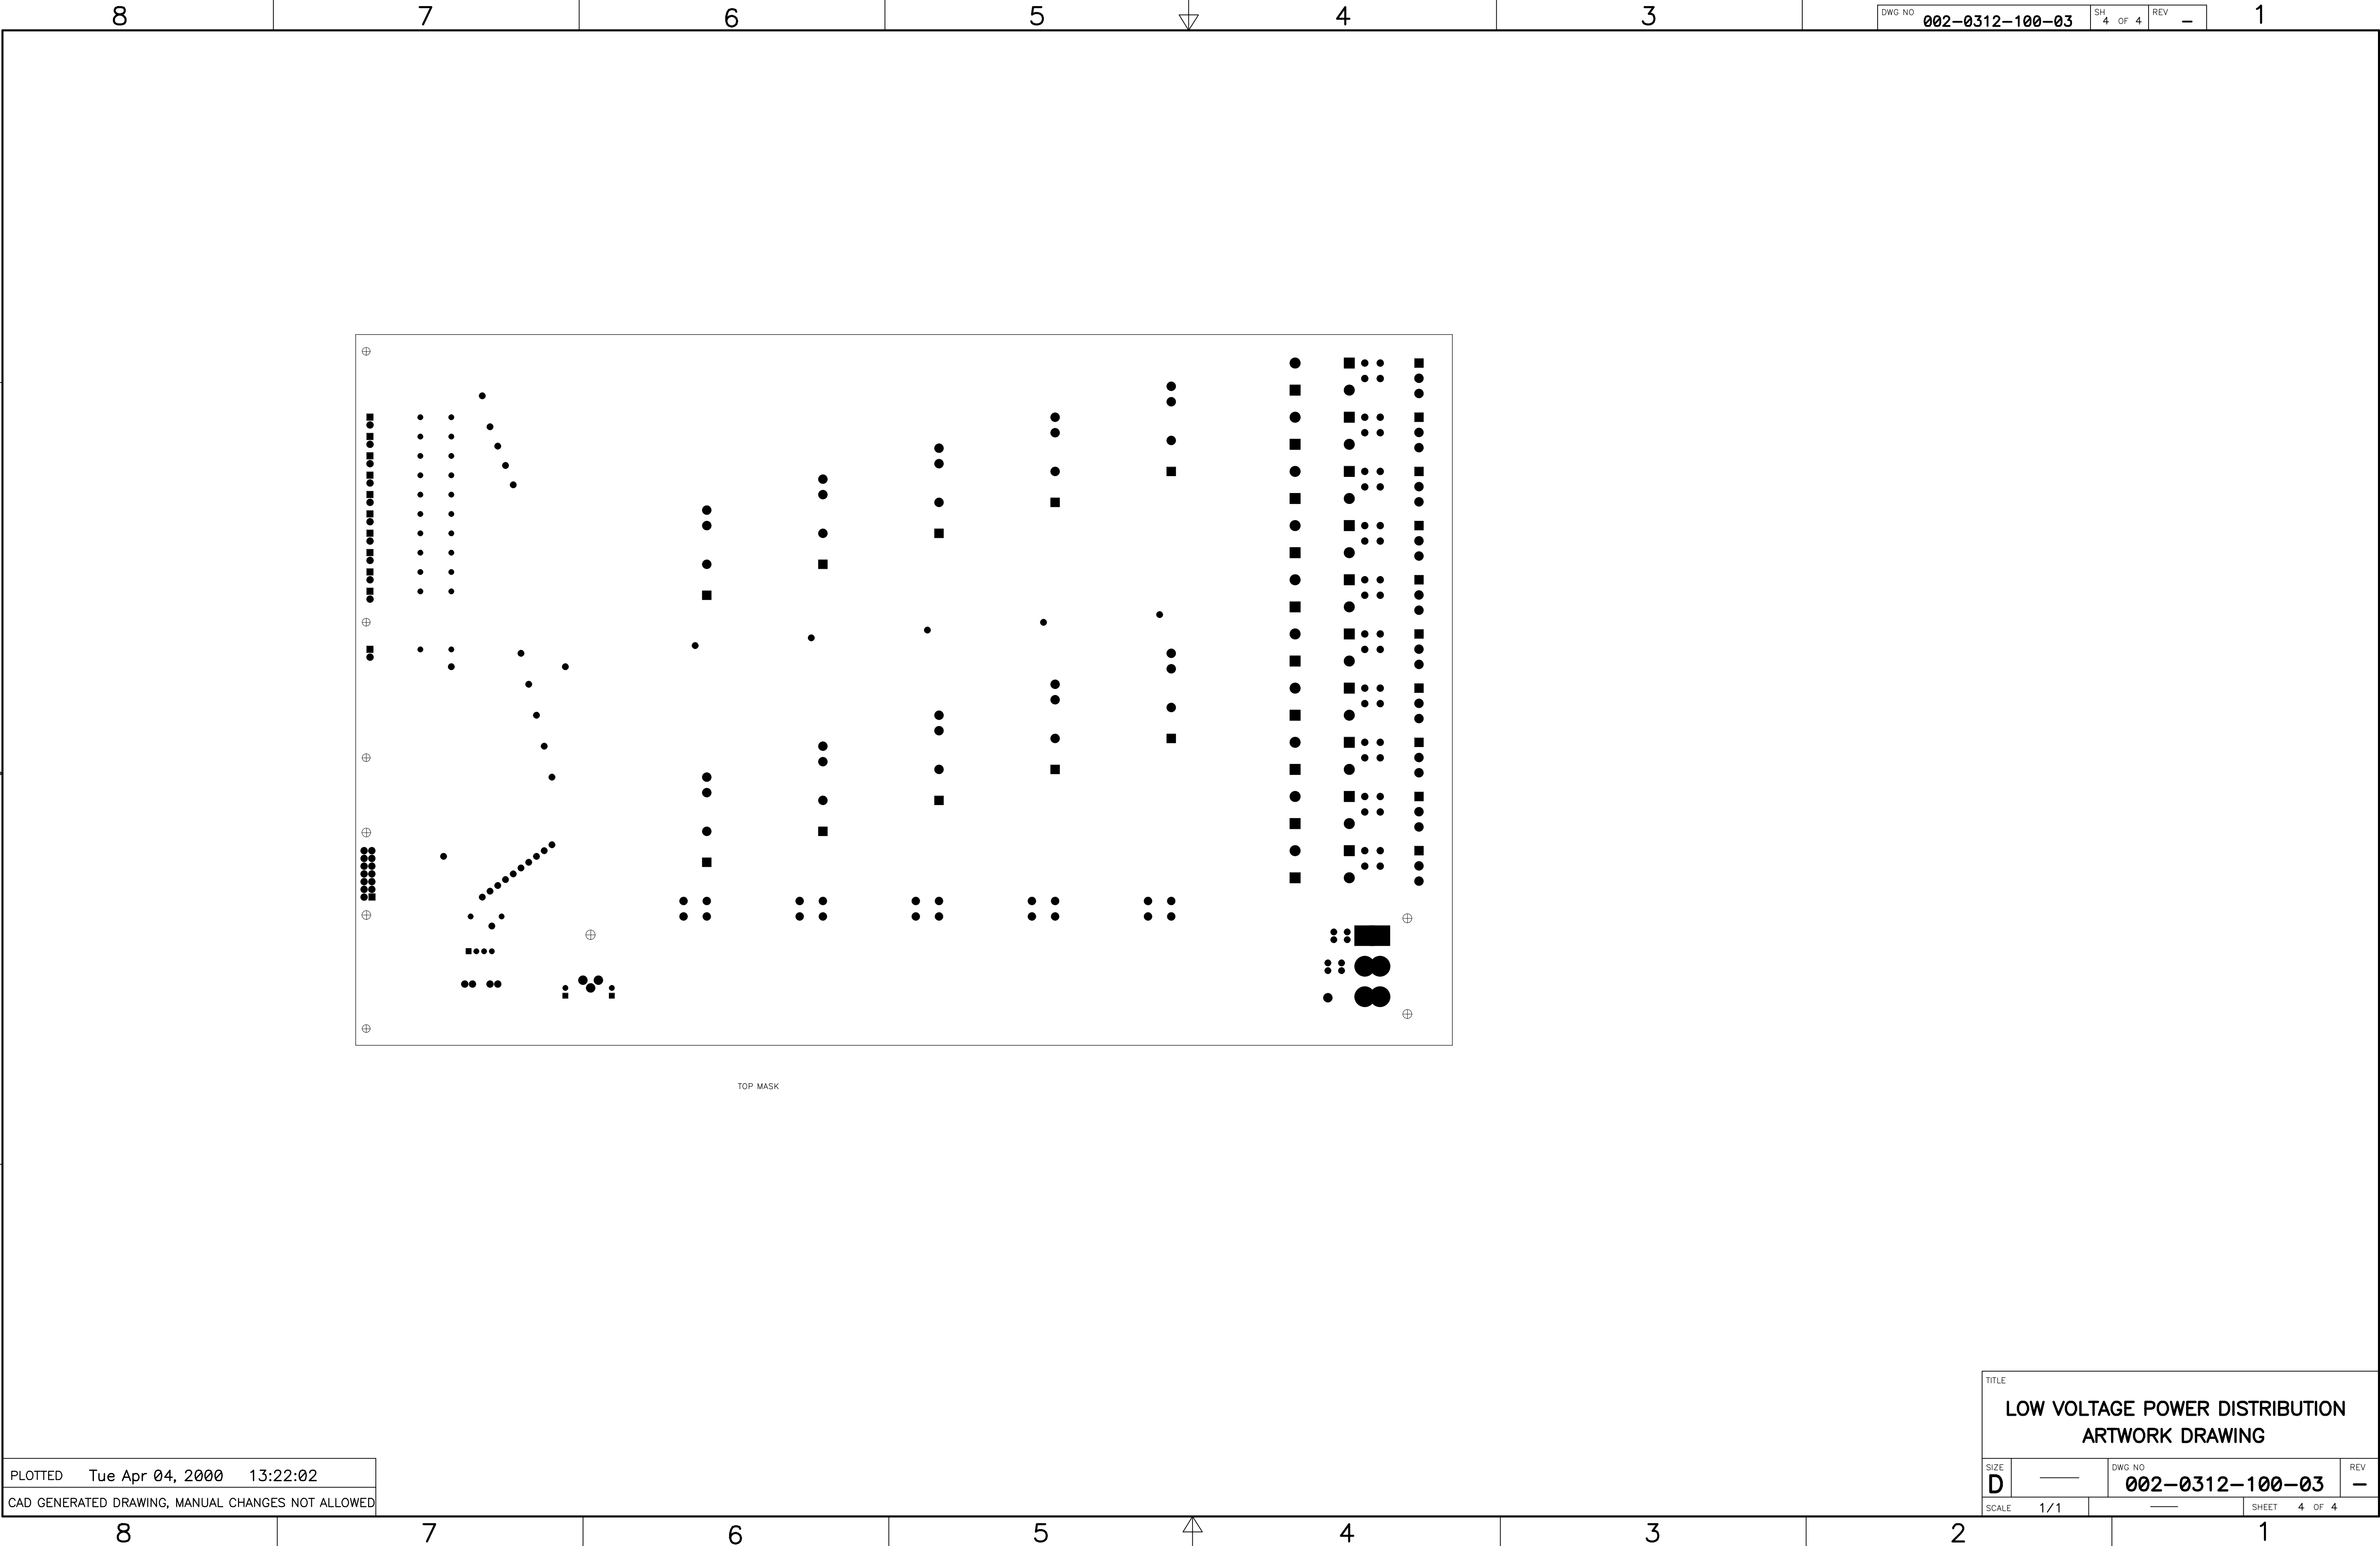 8 7 6 5 4 3 1
DWG NO 002-0312-100-03 SH 4 OF 4 REV -
TOP MASK
TITLE
LOW VOLTAGE POWER DISTRIBUTION
ARTWORK DRAWING
SIZE D DWG NO 002-0312-100-03 REV -
SCALE 1/1 SHEET 4 OF 4
PLOTTED Tue Apr 04, 2000 13:22:02
CAD GENERATED DRAWING, MANUAL CHANGES NOT ALLOWED
8 7 6 5 4 3 2 1